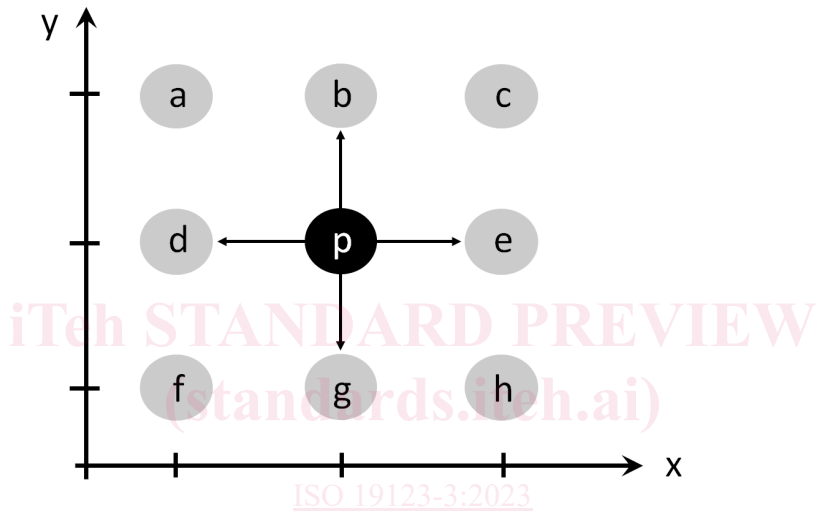 y
a b c
d p e
iTeh STANDARD PREVIEW
f g h
(standards.iteh.ai)
x
ISO 19123-3:2023